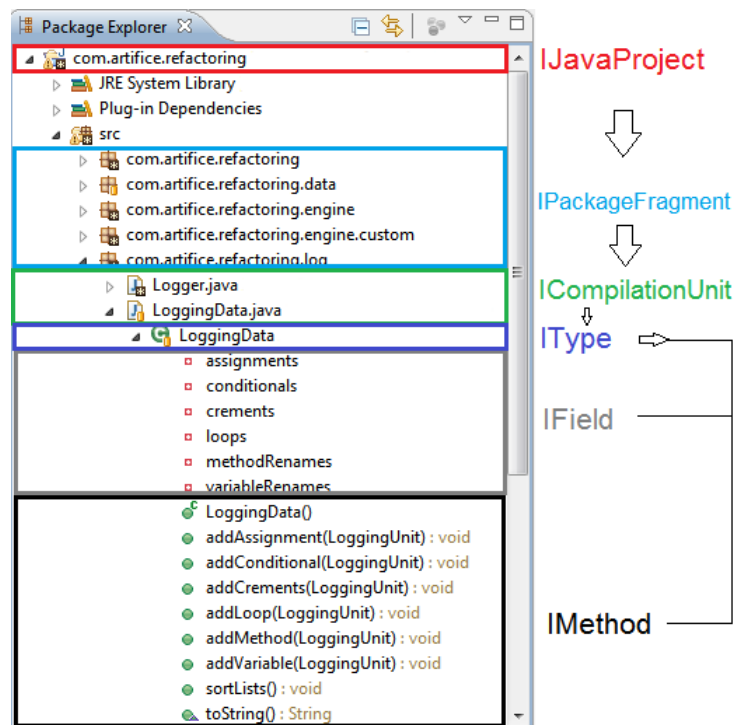 Package Explorer
com.artifice.refactoring
IJavaProject
JRE System Library
Plug-in Dependencies
src
com.artifice.refactoring
com.artifice.refactoring.data
com.artifice.refactoring.engine
com.artifice.refactoring.engine.custom
com.artifice.refactoring.log
IPackageFragment
Logger.java
LoggingData.java
ICompilationUnit
LoggingData
IType
assignments
conditionals
crements
loops
methodRenames
variableRenames
IField
LoggingData()
addAssignment(LoggingUnit) : void
addConditional(LoggingUnit) : void
addCrements(LoggingUnit) : void
addLoop(LoggingUnit) : void
addMethod(LoggingUnit) : void
addVariable(LoggingUnit) : void
sortLists() : void
toString() : String
IMethod